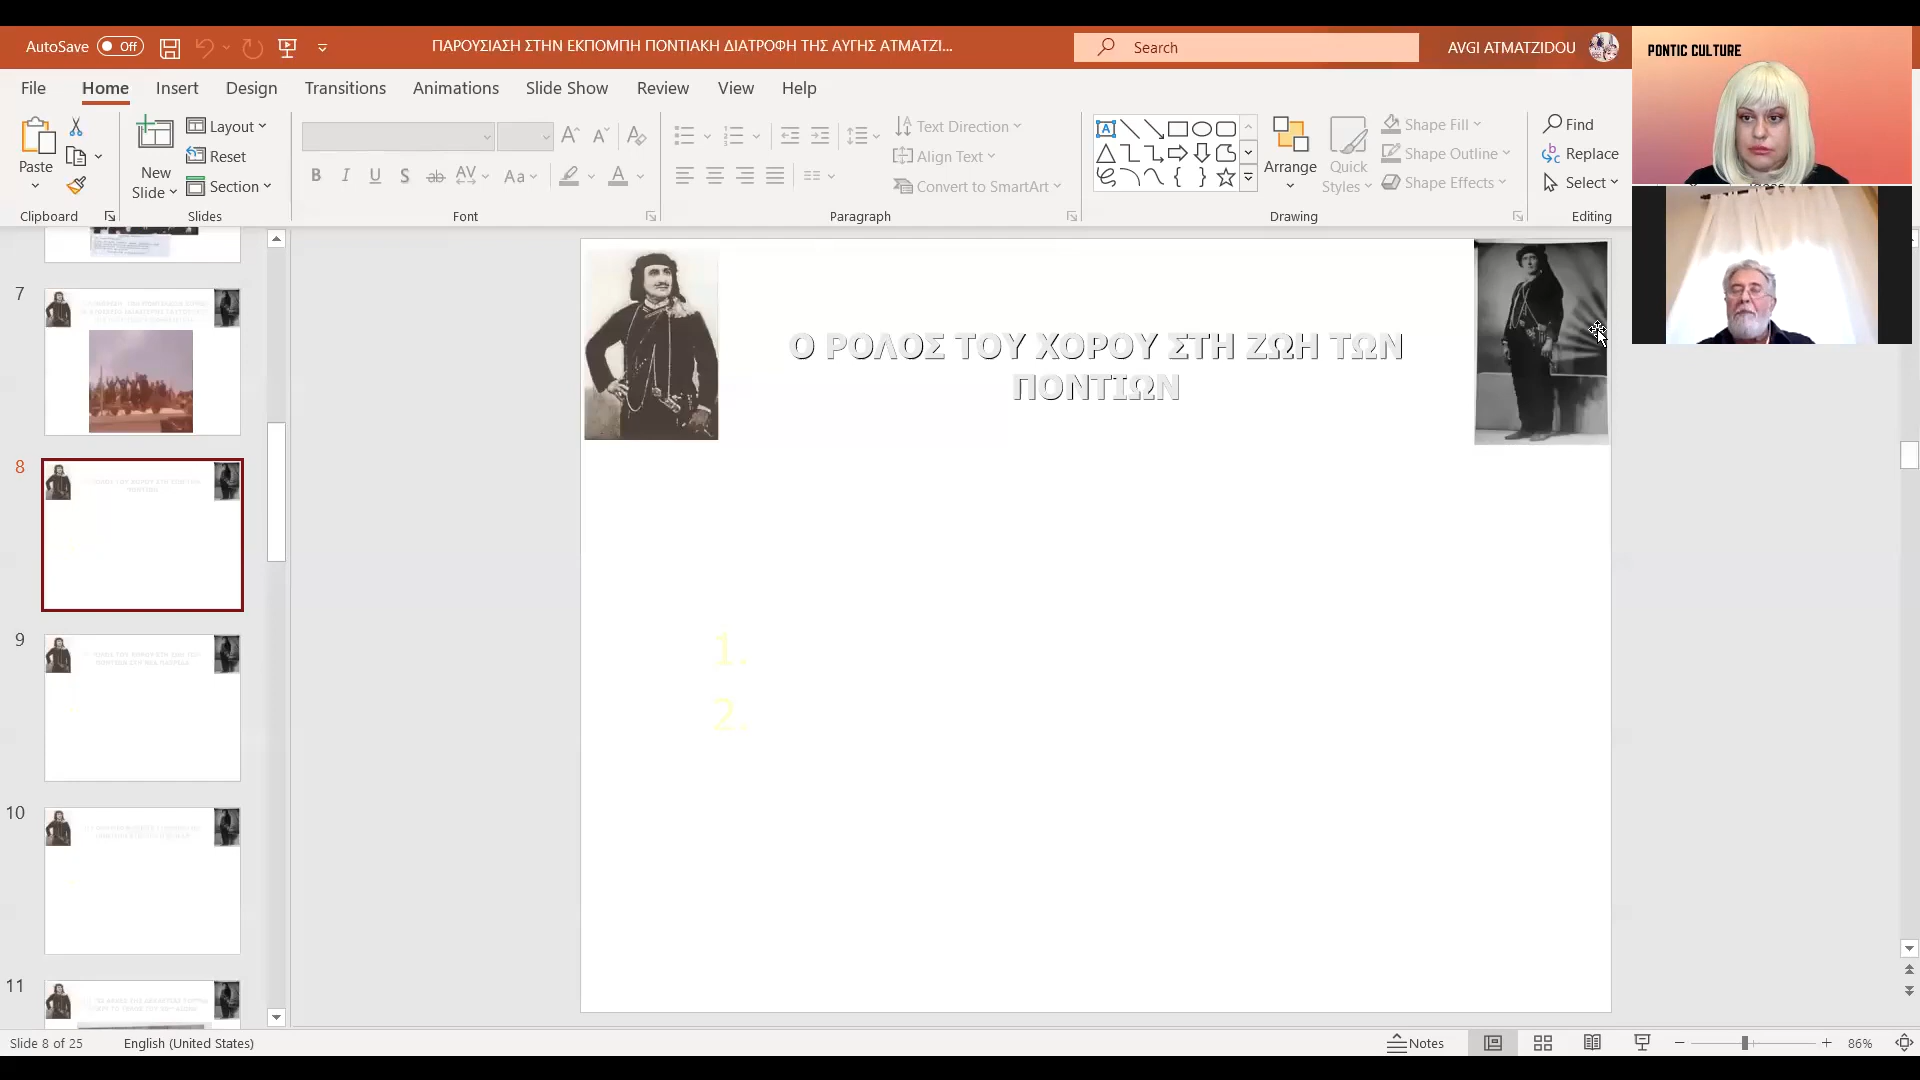 AutoSave Off
ΠΑΡΟΥΣΙΑΣΗ ΣΤΗΝ ΕΚΠΟΜΠΗ ΠΟΝΤΙΑΚΗ ΔΙΑΤΡΟΦΗ ΤΗΣ ΑΥΓΗΣ ΑΤΜΑΤΖΙ...
Search
AVGI ATMATZIDOU
PONTIC CULTURE
File Home Insert Design Transitions Animations Slide Show Review View Help
Paste
New Slide
Layout
Reset
Section
B I U S ab AV Aa A
Text Direction
Align Text
Convert to SmartArt
Arrange
Quick Styles
Shape Fill
Shape Outline
Shape Effects
Find
Replace
Select
Clipboard Slides Font Paragraph Drawing Editing
7
8
9
10
11
Ο ΡΟΛΟΣ ΤΟΥ ΧΟΡΟΥ ΣΤΗ ΖΩΗ ΤΩΝ
ΠΟΝΤΙΩΝ
1.
2.
Slide 8 of 25 English (United States) Notes 86%